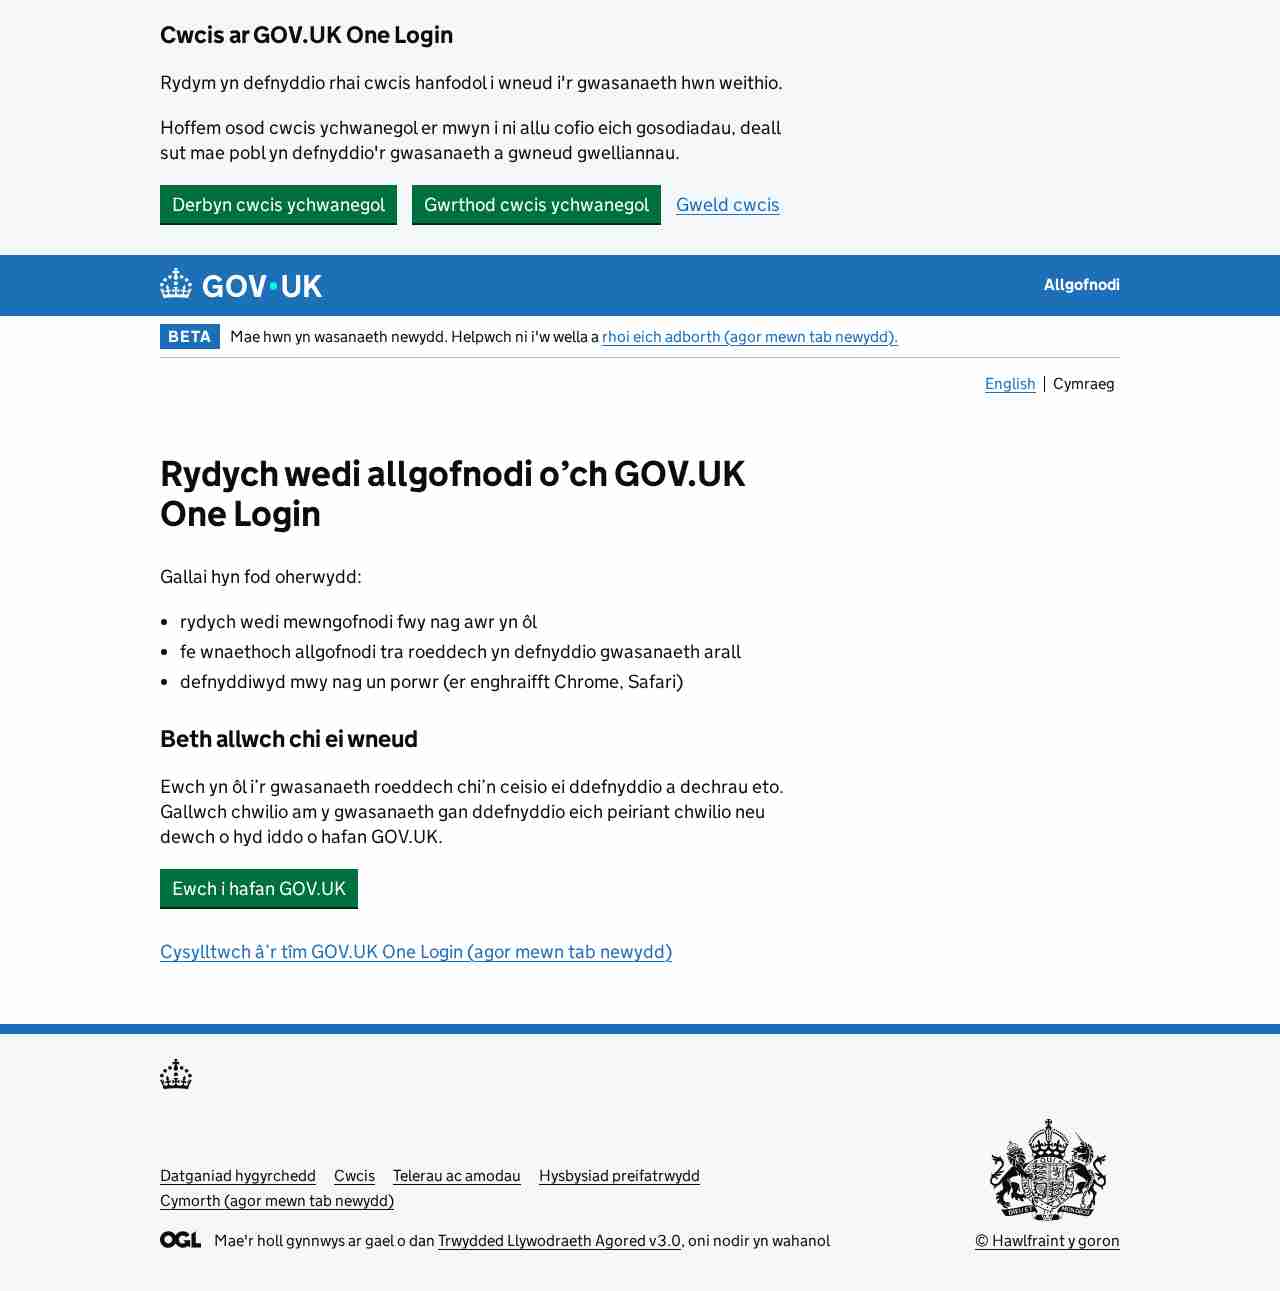 Cwcis ar GOV.UK One Login
Rydym yn defnyddio rhai cwcis hanfodol i wneud i'r gwasanaeth hwn weithio.
Hoffem osod cwcis ychwanegol er mwyn i ni allu cofio eich gosodiadau, deall
sut mae pobl yn defnyddio'r gwasanaeth a gwneud gwelliannau.
Derbyn cwcis ychwanegol Gwrthod cwcis ychwanegol Gweld cwcis
GOV·UK Allgofnodi
BETA Mae hwn yn wasanaeth newydd. Helpwch ni i'w wella a rhoi eich adborth (agor mewn tab newydd).
English Cymraeg
Rydych wedi allgofnodi o’ch GOV.UK
One Login
Gallai hyn fod oherwydd:
• rydych wedi mewngofnodi fwy nag awr yn ôl
• fe wnaethoch allgofnodi tra roeddech yn defnyddio gwasanaeth arall
• defnyddiwyd mwy nag un porwr (er enghraifft Chrome, Safari)
Beth allwch chi ei wneud
Ewch yn ôl i’r gwasanaeth roeddech chi’n ceisio ei ddefnyddio a dechrau eto.
Gallwch chwilio am y gwasanaeth gan ddefnyddio eich peiriant chwilio neu
dewch o hyd iddo o hafan GOV.UK.
Ewch i hafan GOV.UK
Cysylltwch â’r tîm GOV.UK One Login (agor mewn tab newydd)
Datganiad hygyrchedd Cwcis Telerau ac amodau Hysbysiad preifatrwydd
Cymorth (agor mewn tab newydd)
OGL Mae'r holl gynnwys ar gael o dan Trwydded Llywodraeth Agored v3.0, oni nodir yn wahanol
© Hawlfraint y goron